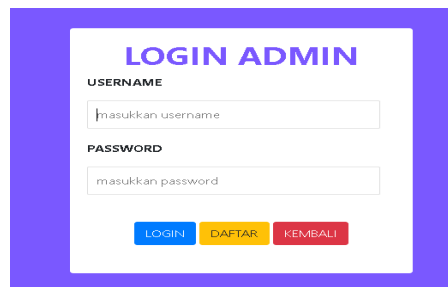 LOGIN ADMIN
USERNAME
masukkan username
PASSWORD
masukkan password
LOGIN DAFTAR KEMBALI